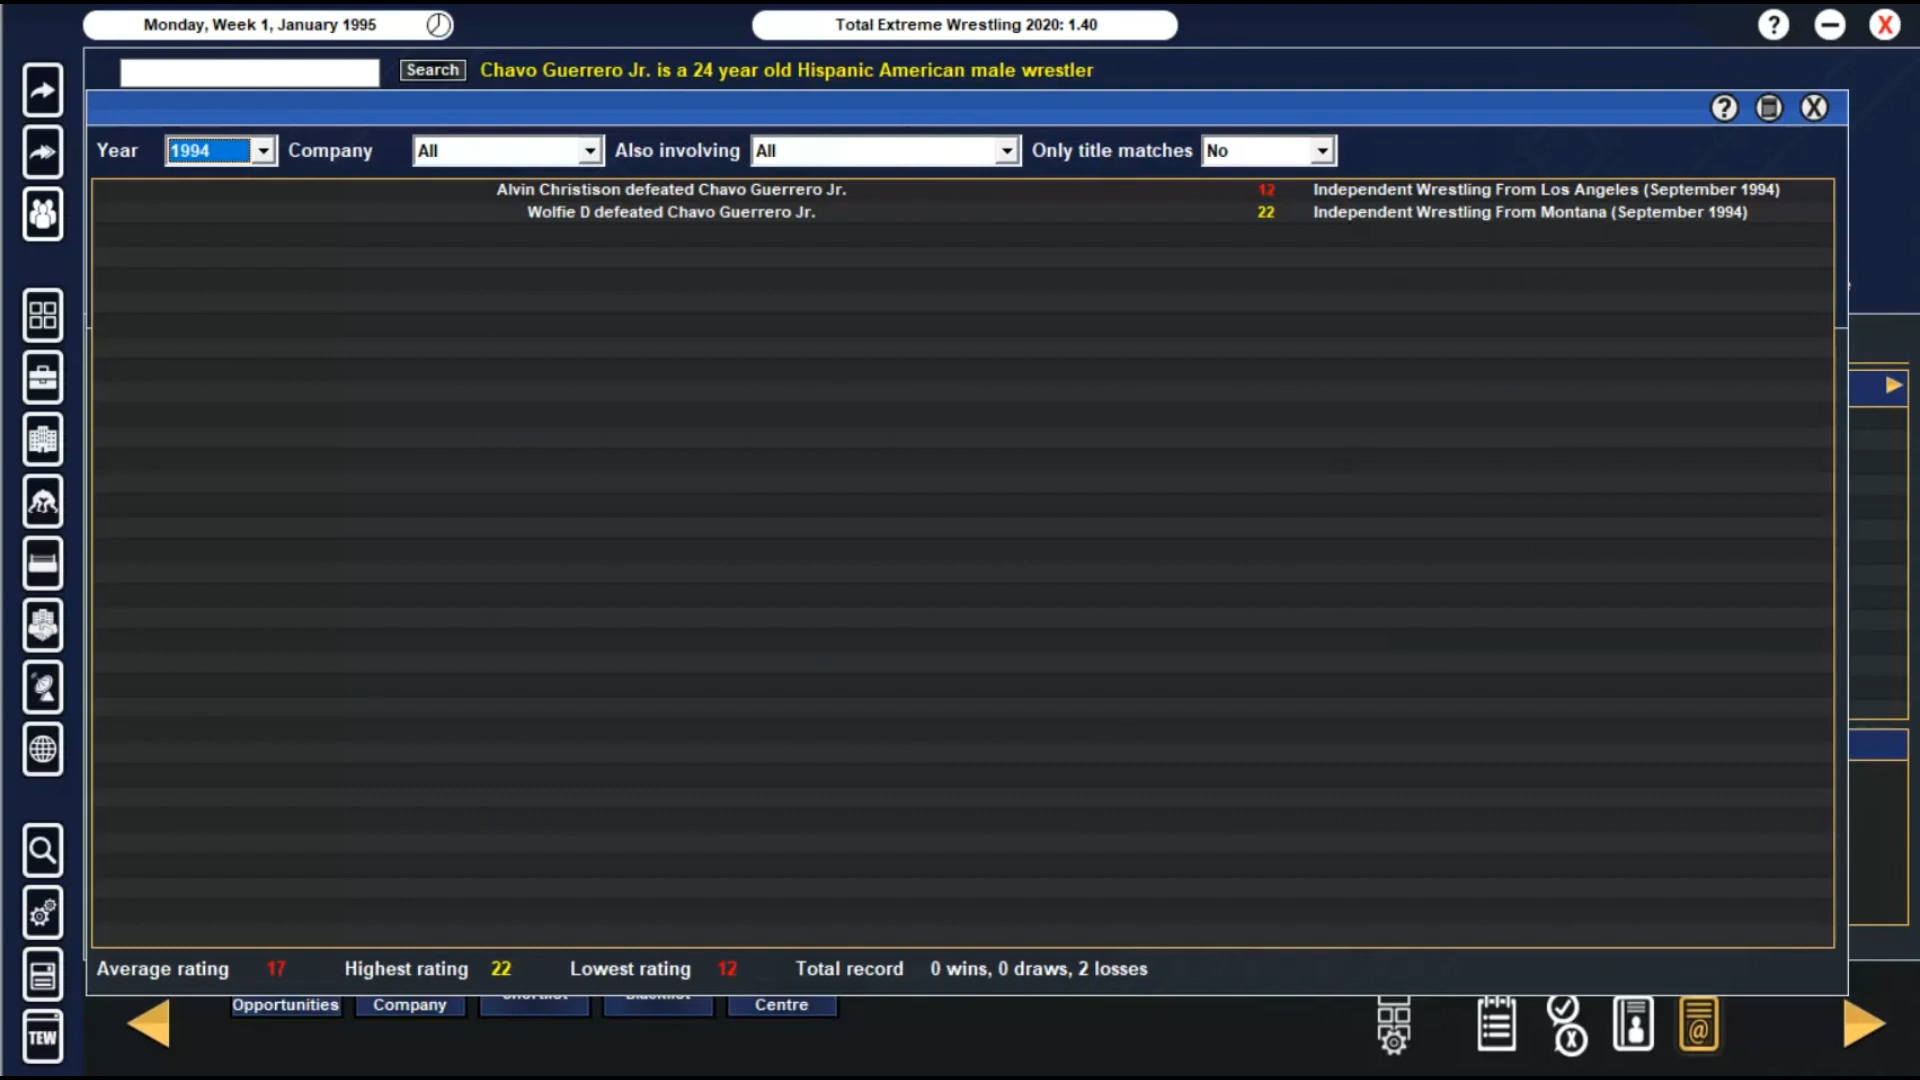 Monday, Week 1, January 1995
Total Extreme Wrestling 2020: 1.40
?
X
Search
Chavo Guerrero Jr. is a 24 year old Hispanic American male wrestler
?
X
Year 1994 Company All Also involving All Only title matches No
Alvin Christison defeated Chavo Guerrero Jr. 12 Independent Wrestling From Los Angeles (September 1994)
Wolfie D defeated Chavo Guerrero Jr. 22 Independent Wrestling From Montana (September 1994)
Average rating 17 Highest rating 22 Lowest rating 12 Total record 0 wins, 0 draws, 2 losses
Opportunities Company Centre
TEW